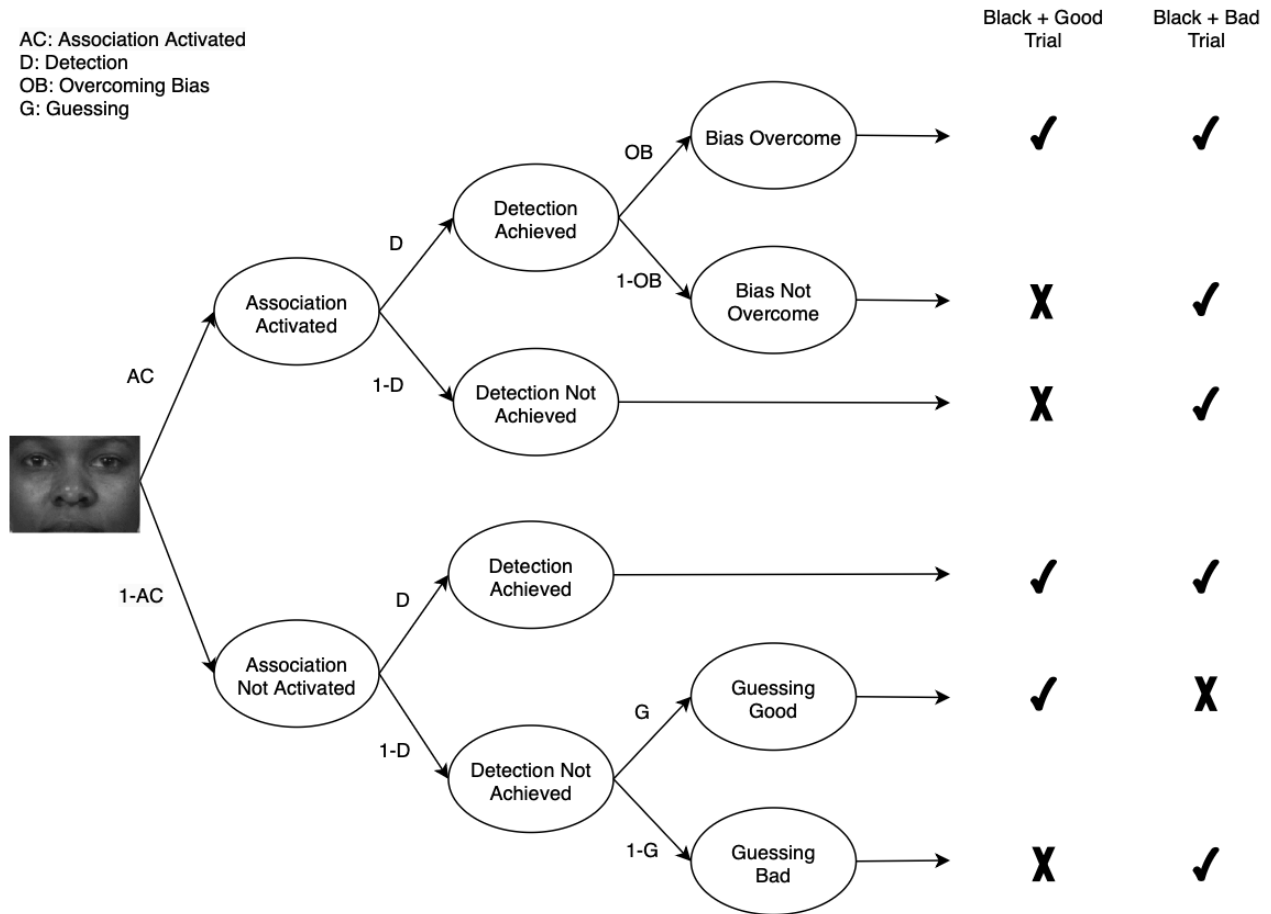 AC: Association Activated
D: Detection
OB: Overcoming Bias
G: Guessing
Black + Good
Trial
Black + Bad
Trial
OB
Bias Overcome
Detection
Achieved
D
1-OB
Bias Not
Overcome
Association
Activated
AC
1-D
Detection Not
Achieved
1-AC
D
Detection
Achieved
Association
Not Activated
G
Guessing
Good
1-D
Detection Not
Achieved
1-G
Guessing
Bad